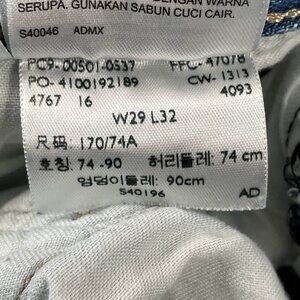 DENGAN WARNA
SERUPA. GUNAKAN SABUN CUCI CAIR.
S40046 ADMX
PC9-00501-0537 FFC-47078
PO-4100192189 CW-1313
4767 16 4093
W29 L32
尺码: 170/74A
호칭: 74-90 허리둘레: 74 cm
엉덩이둘레: 90cm
S40196 AD